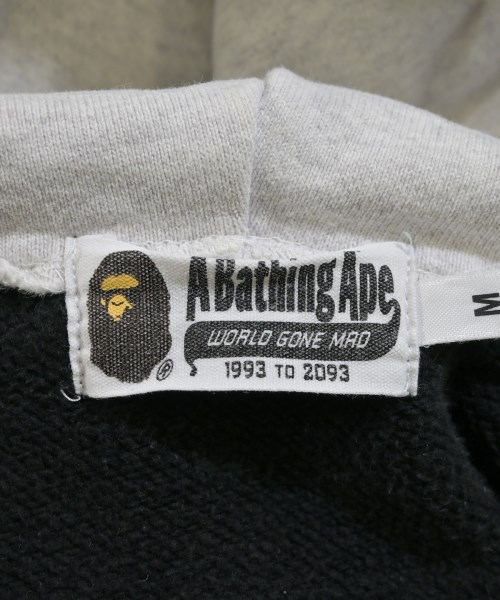 A Bathing Ape
WORLD GONE MAD
1993 TO 2093
®
M